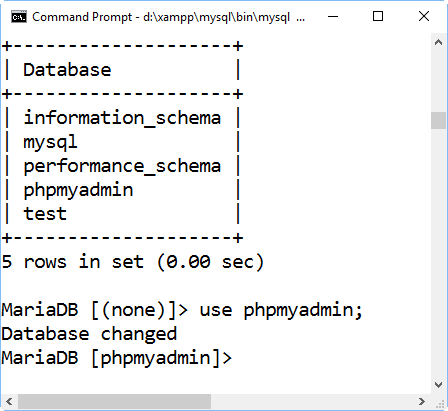 Command Prompt - d:\xampp\mysql\bin\mysql ...
+--------------------+
| Database           |
+--------------------+
| information_schema |
| mysql              |
| performance_schema |
| phpmyadmin         |
| test               |
+--------------------+
5 rows in set (0.00 sec)

MariaDB [(none)]> use phpmyadmin;
Database changed
MariaDB [phpmyadmin]>